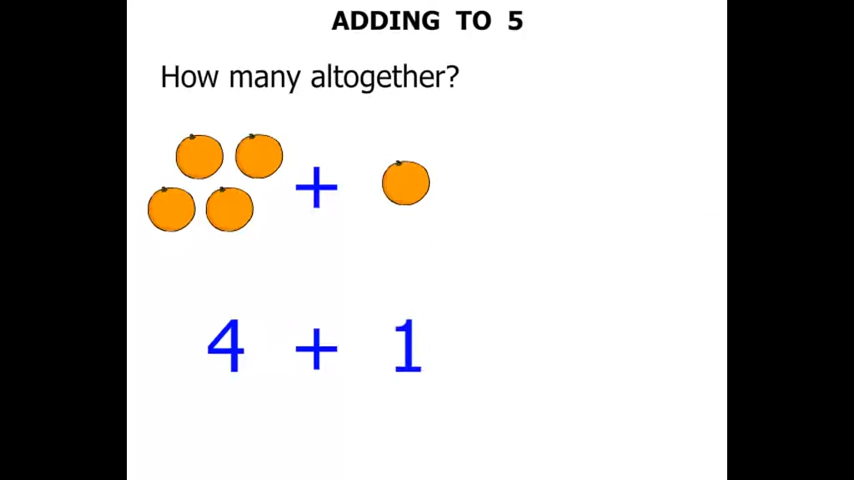 ADDING TO 5
How many altogether?
+
4 + 1